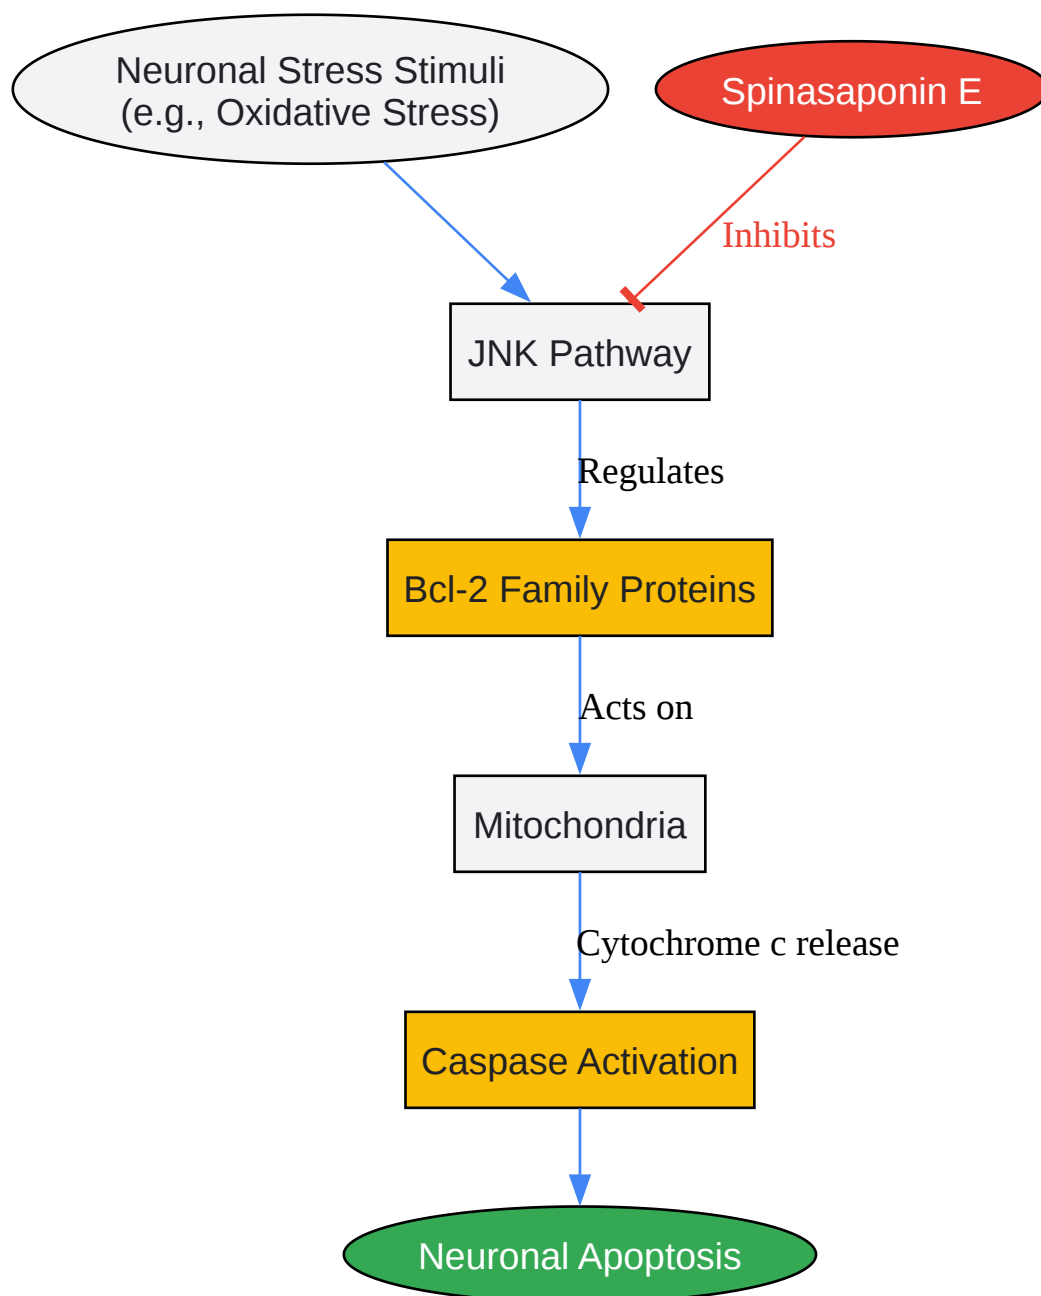 Neuronal Stress Stimuli
(e.g., Oxidative Stress)
Spinasaponin E
Inhibits
JNK Pathway
Regulates
Bcl-2 Family Proteins
Acts on
Mitochondria
Cytochrome c release
Caspase Activation
Neuronal Apoptosis